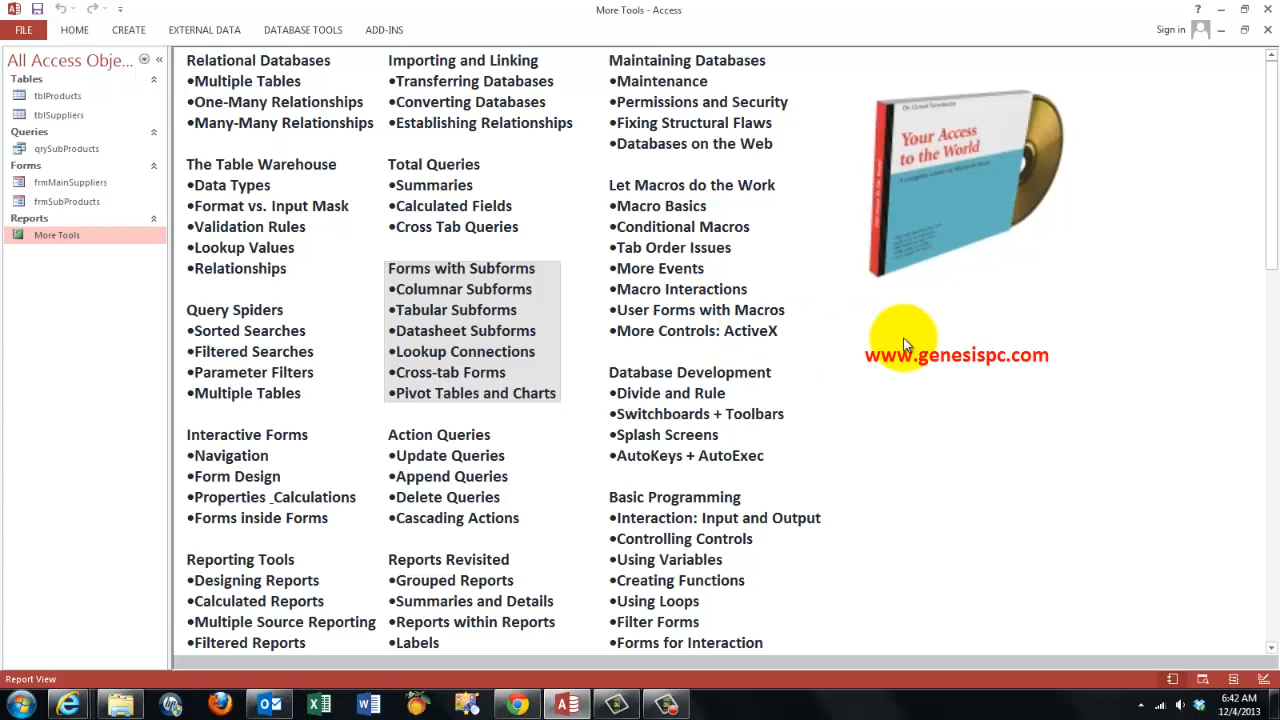 More Tools - Access
FILE HOME CREATE EXTERNAL DATA DATABASE TOOLS ADD-INS Sign in
All Access Obje...
Tables
tblProducts
tblSuppliers
Queries
qrySubProducts
Forms
frmMainSuppliers
frmSubProducts
Reports
More Tools
Relational Databases
•Multiple Tables
•One-Many Relationships
•Many-Many Relationships
The Table Warehouse
•Data Types
•Format vs. Input Mask
•Validation Rules
•Lookup Values
•Relationships
Query Spiders
•Sorted Searches
•Filtered Searches
•Parameter Filters
•Multiple Tables
Interactive Forms
•Navigation
•Form Design
•Properties _Calculations
•Forms inside Forms
Reporting Tools
•Designing Reports
•Calculated Reports
•Multiple Source Reporting
•Filtered Reports
Importing and Linking
•Transferring Databases
•Converting Databases
•Establishing Relationships
Total Queries
•Summaries
•Calculated Fields
•Cross Tab Queries
Forms with Subforms
•Columnar Subforms
•Tabular Subforms
•Datasheet Subforms
•Lookup Connections
•Cross-tab Forms
•Pivot Tables and Charts
Action Queries
•Update Queries
•Append Queries
•Delete Queries
•Cascading Actions
Reports Revisited
•Grouped Reports
•Summaries and Details
•Reports within Reports
•Labels
Maintaining Databases
•Maintenance
•Permissions and Security
•Fixing Structural Flaws
•Databases on the Web
Let Macros do the Work
•Macro Basics
•Conditional Macros
•Tab Order Issues
•More Events
•Macro Interactions
•User Forms with Macros
•More Controls: ActiveX
Database Development
•Divide and Rule
•Switchboards + Toolbars
•Splash Screens
•AutoKeys + AutoExec
Basic Programming
•Interaction: Input and Output
•Controlling Controls
•Using Variables
•Creating Functions
•Using Loops
•Filter Forms
•Forms for Interaction
Your Access
to the World
www.genesispc.com
Report View
6:42 AM
12/4/2013